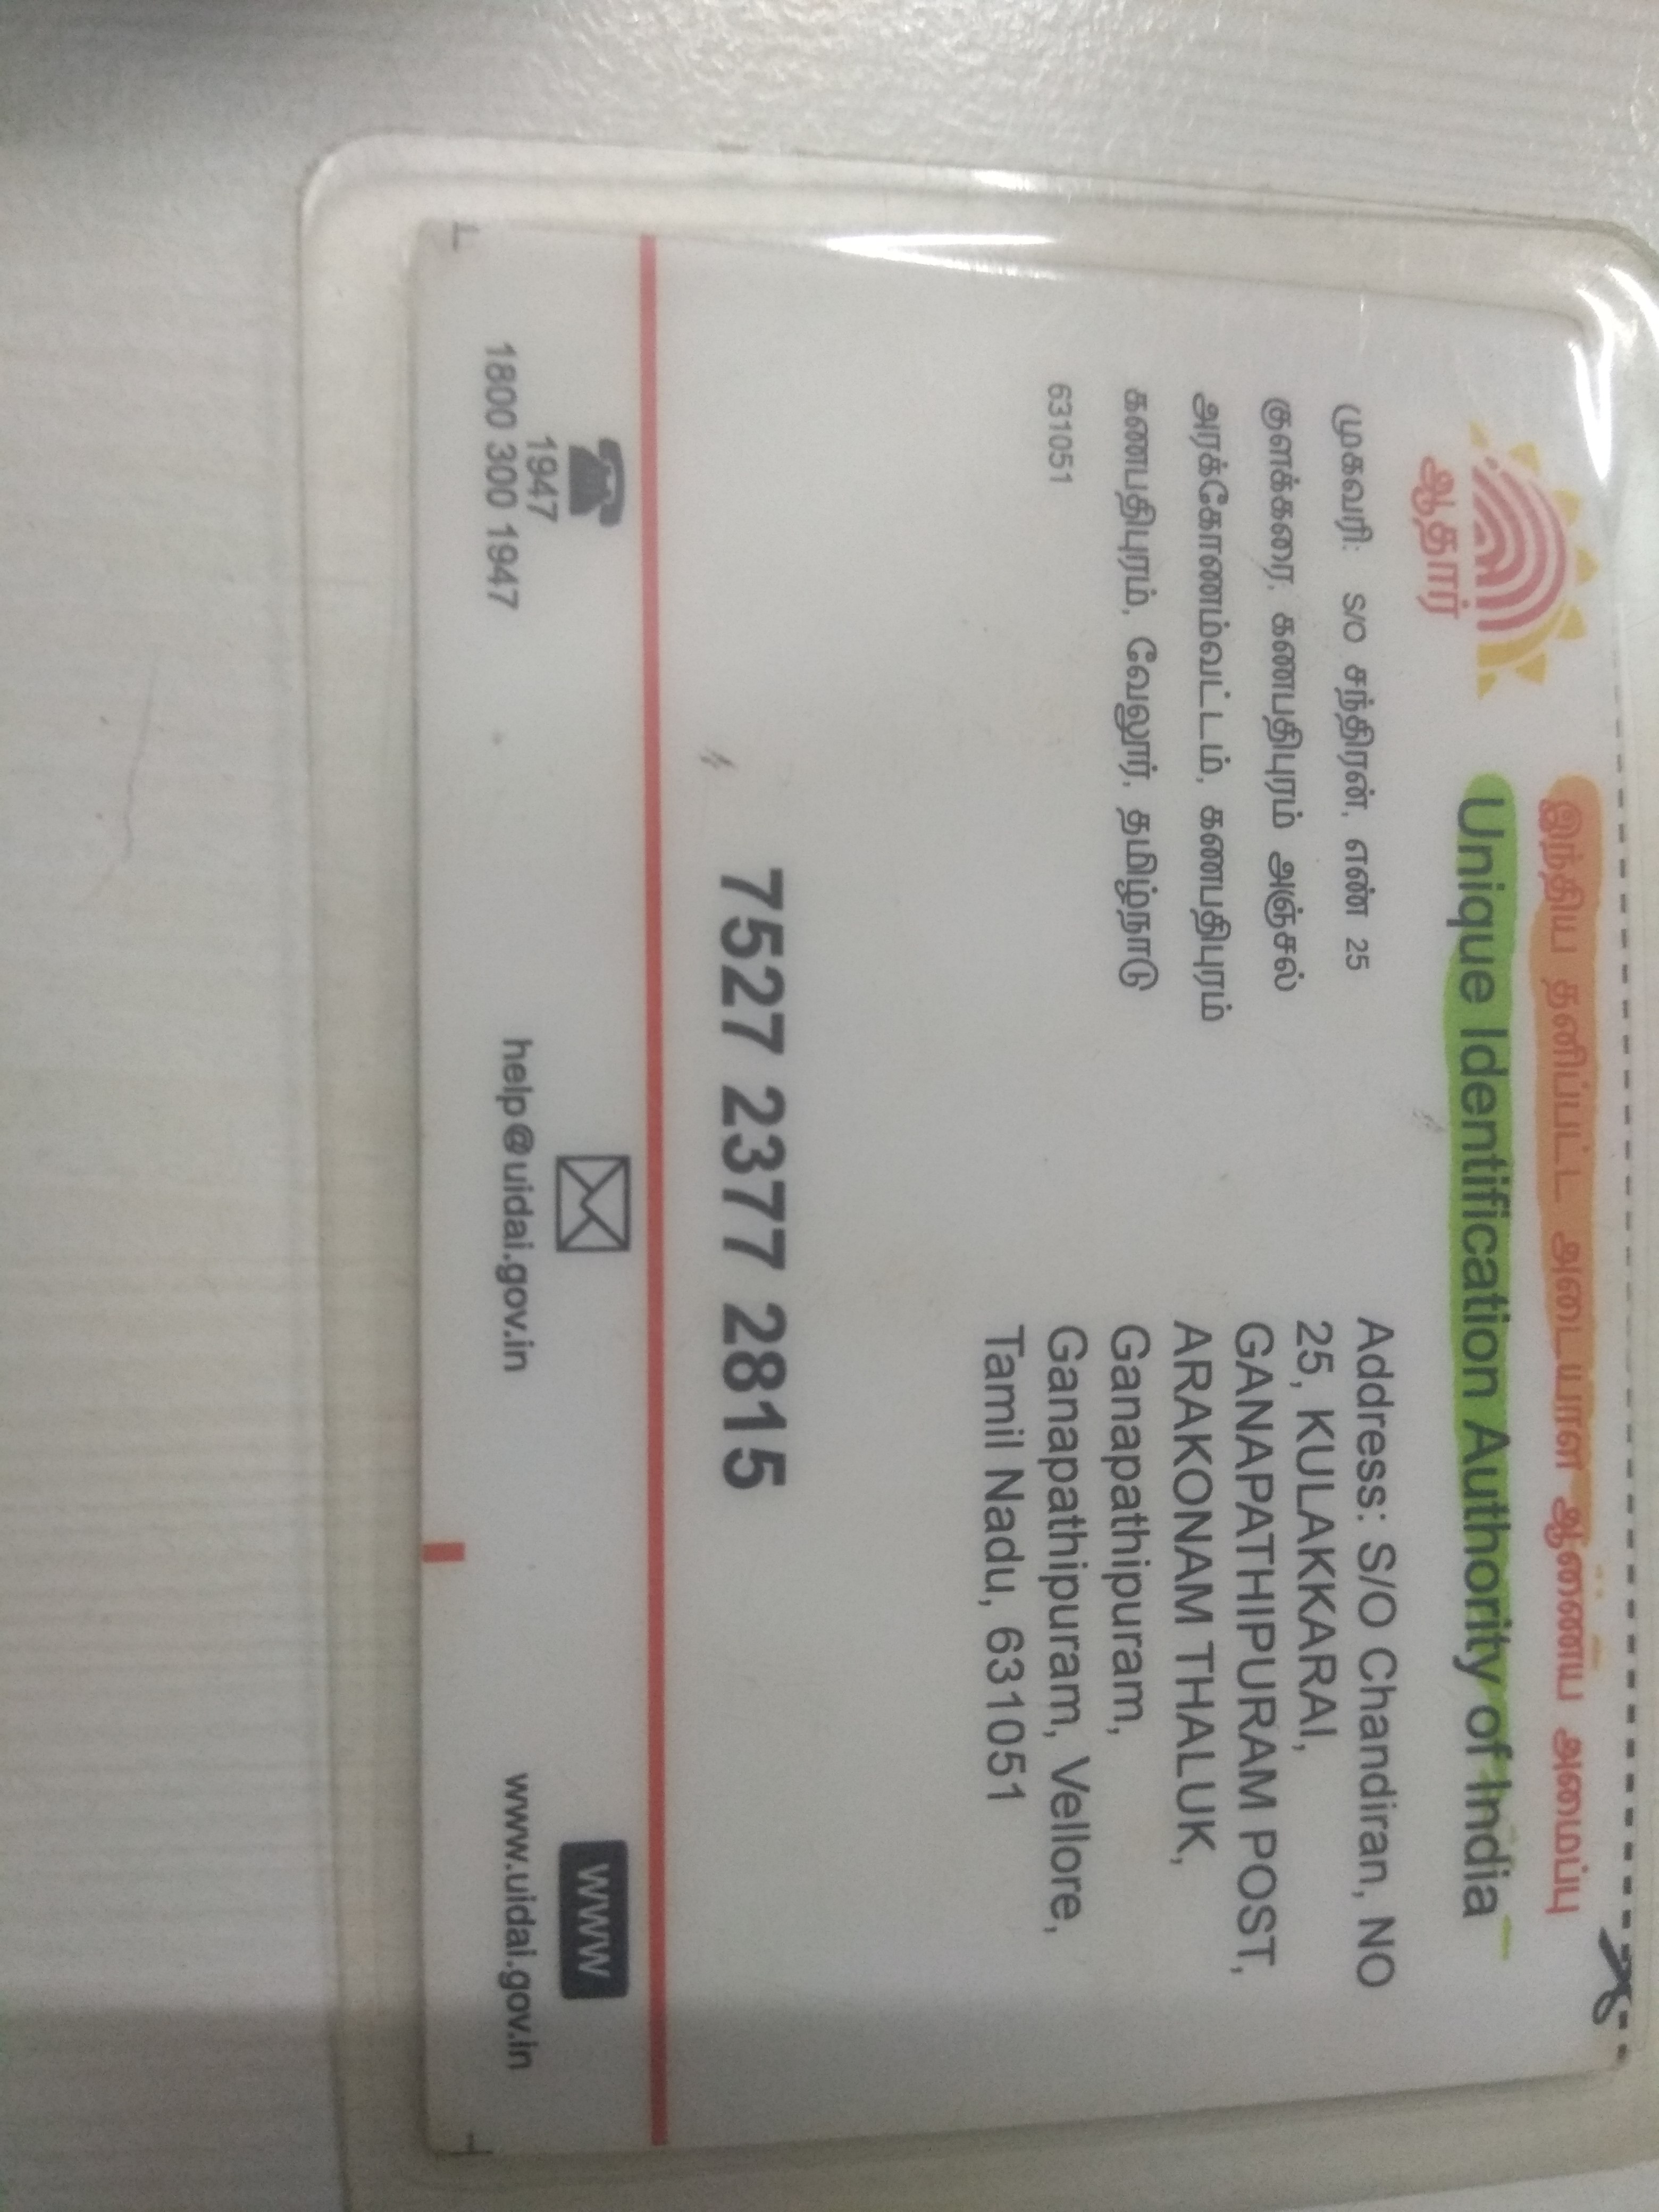 இந்திய தனிப்பட்ட அடையாள ஆணைய அமைப்பு
Unique Identification Authority of India
ஆதார்
முகவரி: S/O சந்திரன், எண் 25
குளக்கரை, கணபதிபுரம் அஞ்சல்
அரக்கோணம்வட்டம், கணபதிபுரம்
கணபதிபுரம், வேலூர், தமிழ்நாடு
631051
Address: S/O Chandiran, NO
25, KULAKKARAI,
GANAPATHIPURAM POST,
ARAKONAM THALUK,
Ganapathipuram,
Ganapathipuram, Vellore,
Tamil Nadu, 631051
7527 2377 2815
1947
1800 300 1947
help@uidai.gov.in
WWW
www.uidai.gov.in